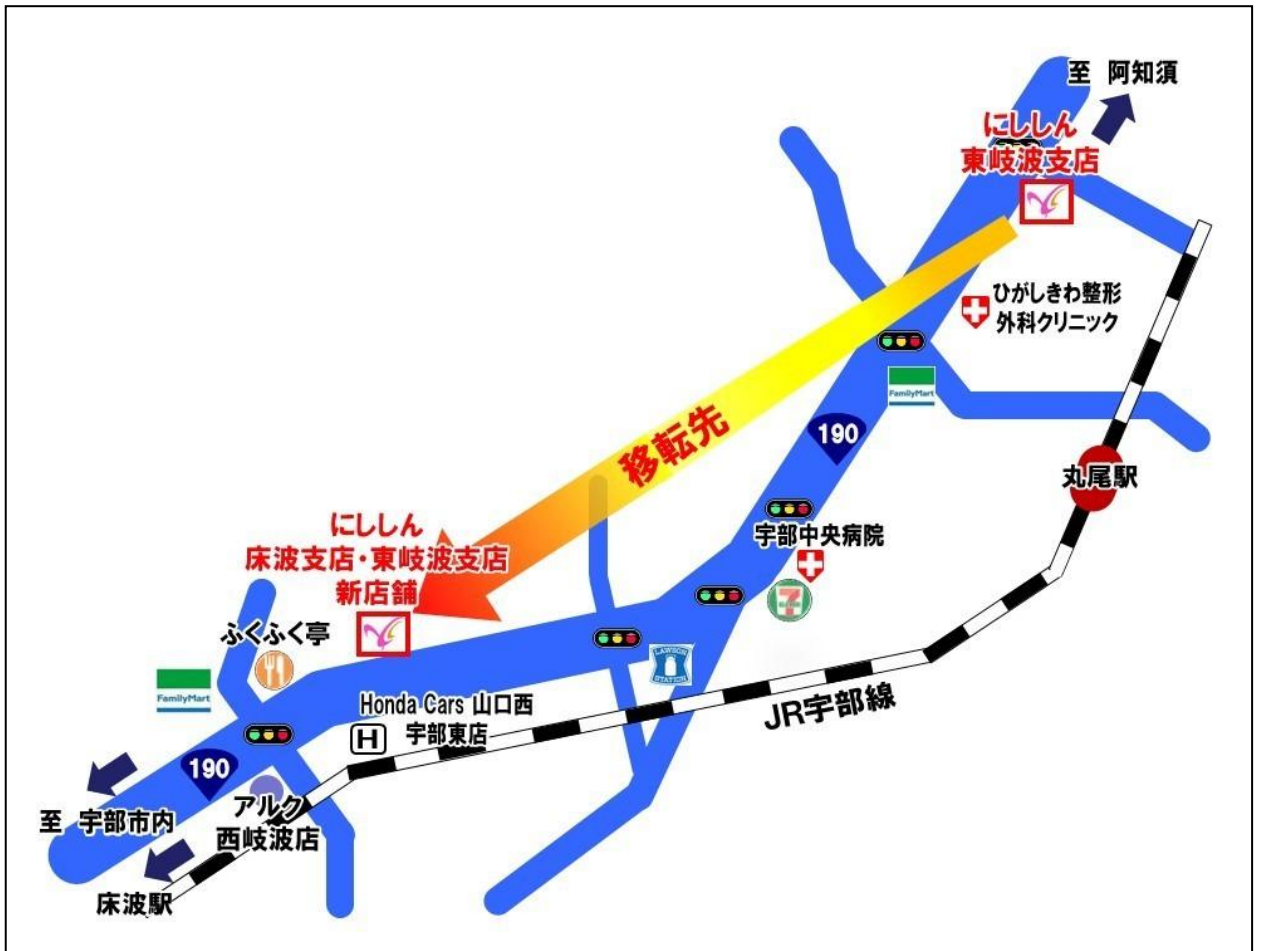 至 阿知須
にししん
東岐波支店
ひがしきわ整形
外科クリニック
FamilyMart
190
移転先
丸尾駅
宇部中央病院
7
にししん
床波支店・東岐波支店
新店舗
ふくふく亭
LAWSON
STATION
FamilyMart
Honda Cars 山口西
宇部東店
H
JR宇部線
190
アルク
西岐波店
至 宇部市内
床波駅